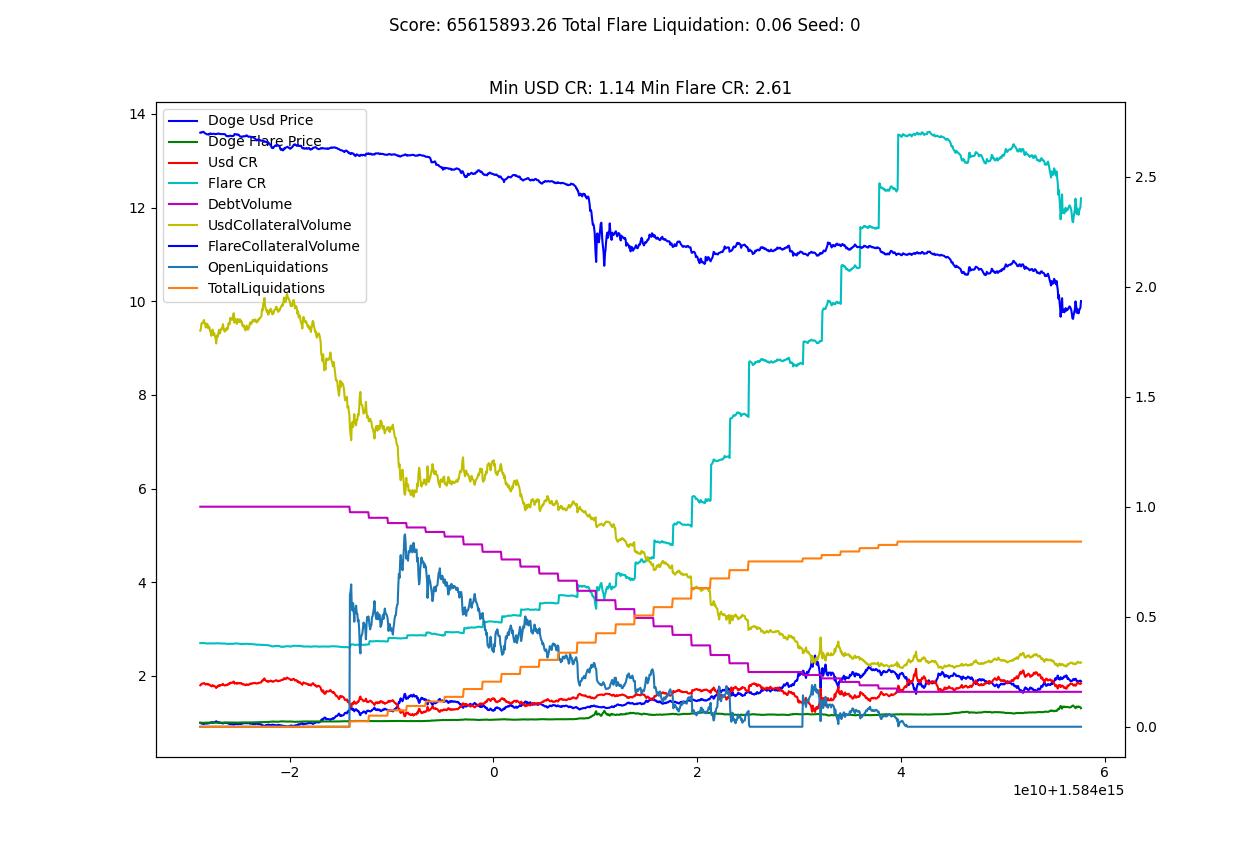 Score: 65615893.26 Total Flare Liquidation: 0.06 Seed: 0
Min USD CR: 1.14 Min Flare CR: 2.61
Doge Usd Price
Doge Flare Price
Usd CR
Flare CR
DebtVolume
UsdCollateralVolume
FlareCollateralVolume
OpenLiquidations
TotalLiquidations
14
12
10
8
6
4
2
2.5
2.0
1.5
1.0
0.5
0.0
−2 0 2 4 6
1e10+1.584e15